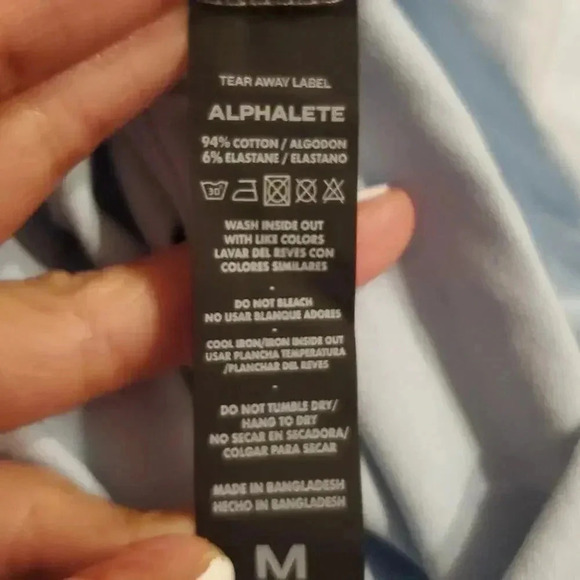 TEAR AWAY LABEL
ALPHALETE
94% COTTON / ALGODON
6% ELASTANE / ELASTANO
30
WASH INSIDE OUT
WITH LIKE COLORS
LAVAR DEL REVES CON
COLORES SIMILARES
-
DO NOT BLEACH
NO USAR BLANQUE ADORES
-
COOL IRON/IRON INSIDE OUT
USAR PLANCHA TEMPERATURA
/PLANCHAR DEL REVES
-
DO NOT TUMBLE DRY/
HANG TO DRY
NO SECAR EN SECADORA/
COLGAR PARA SECAR
MADE IN BANGLADESH
HECHO IN BANGLADESH
M